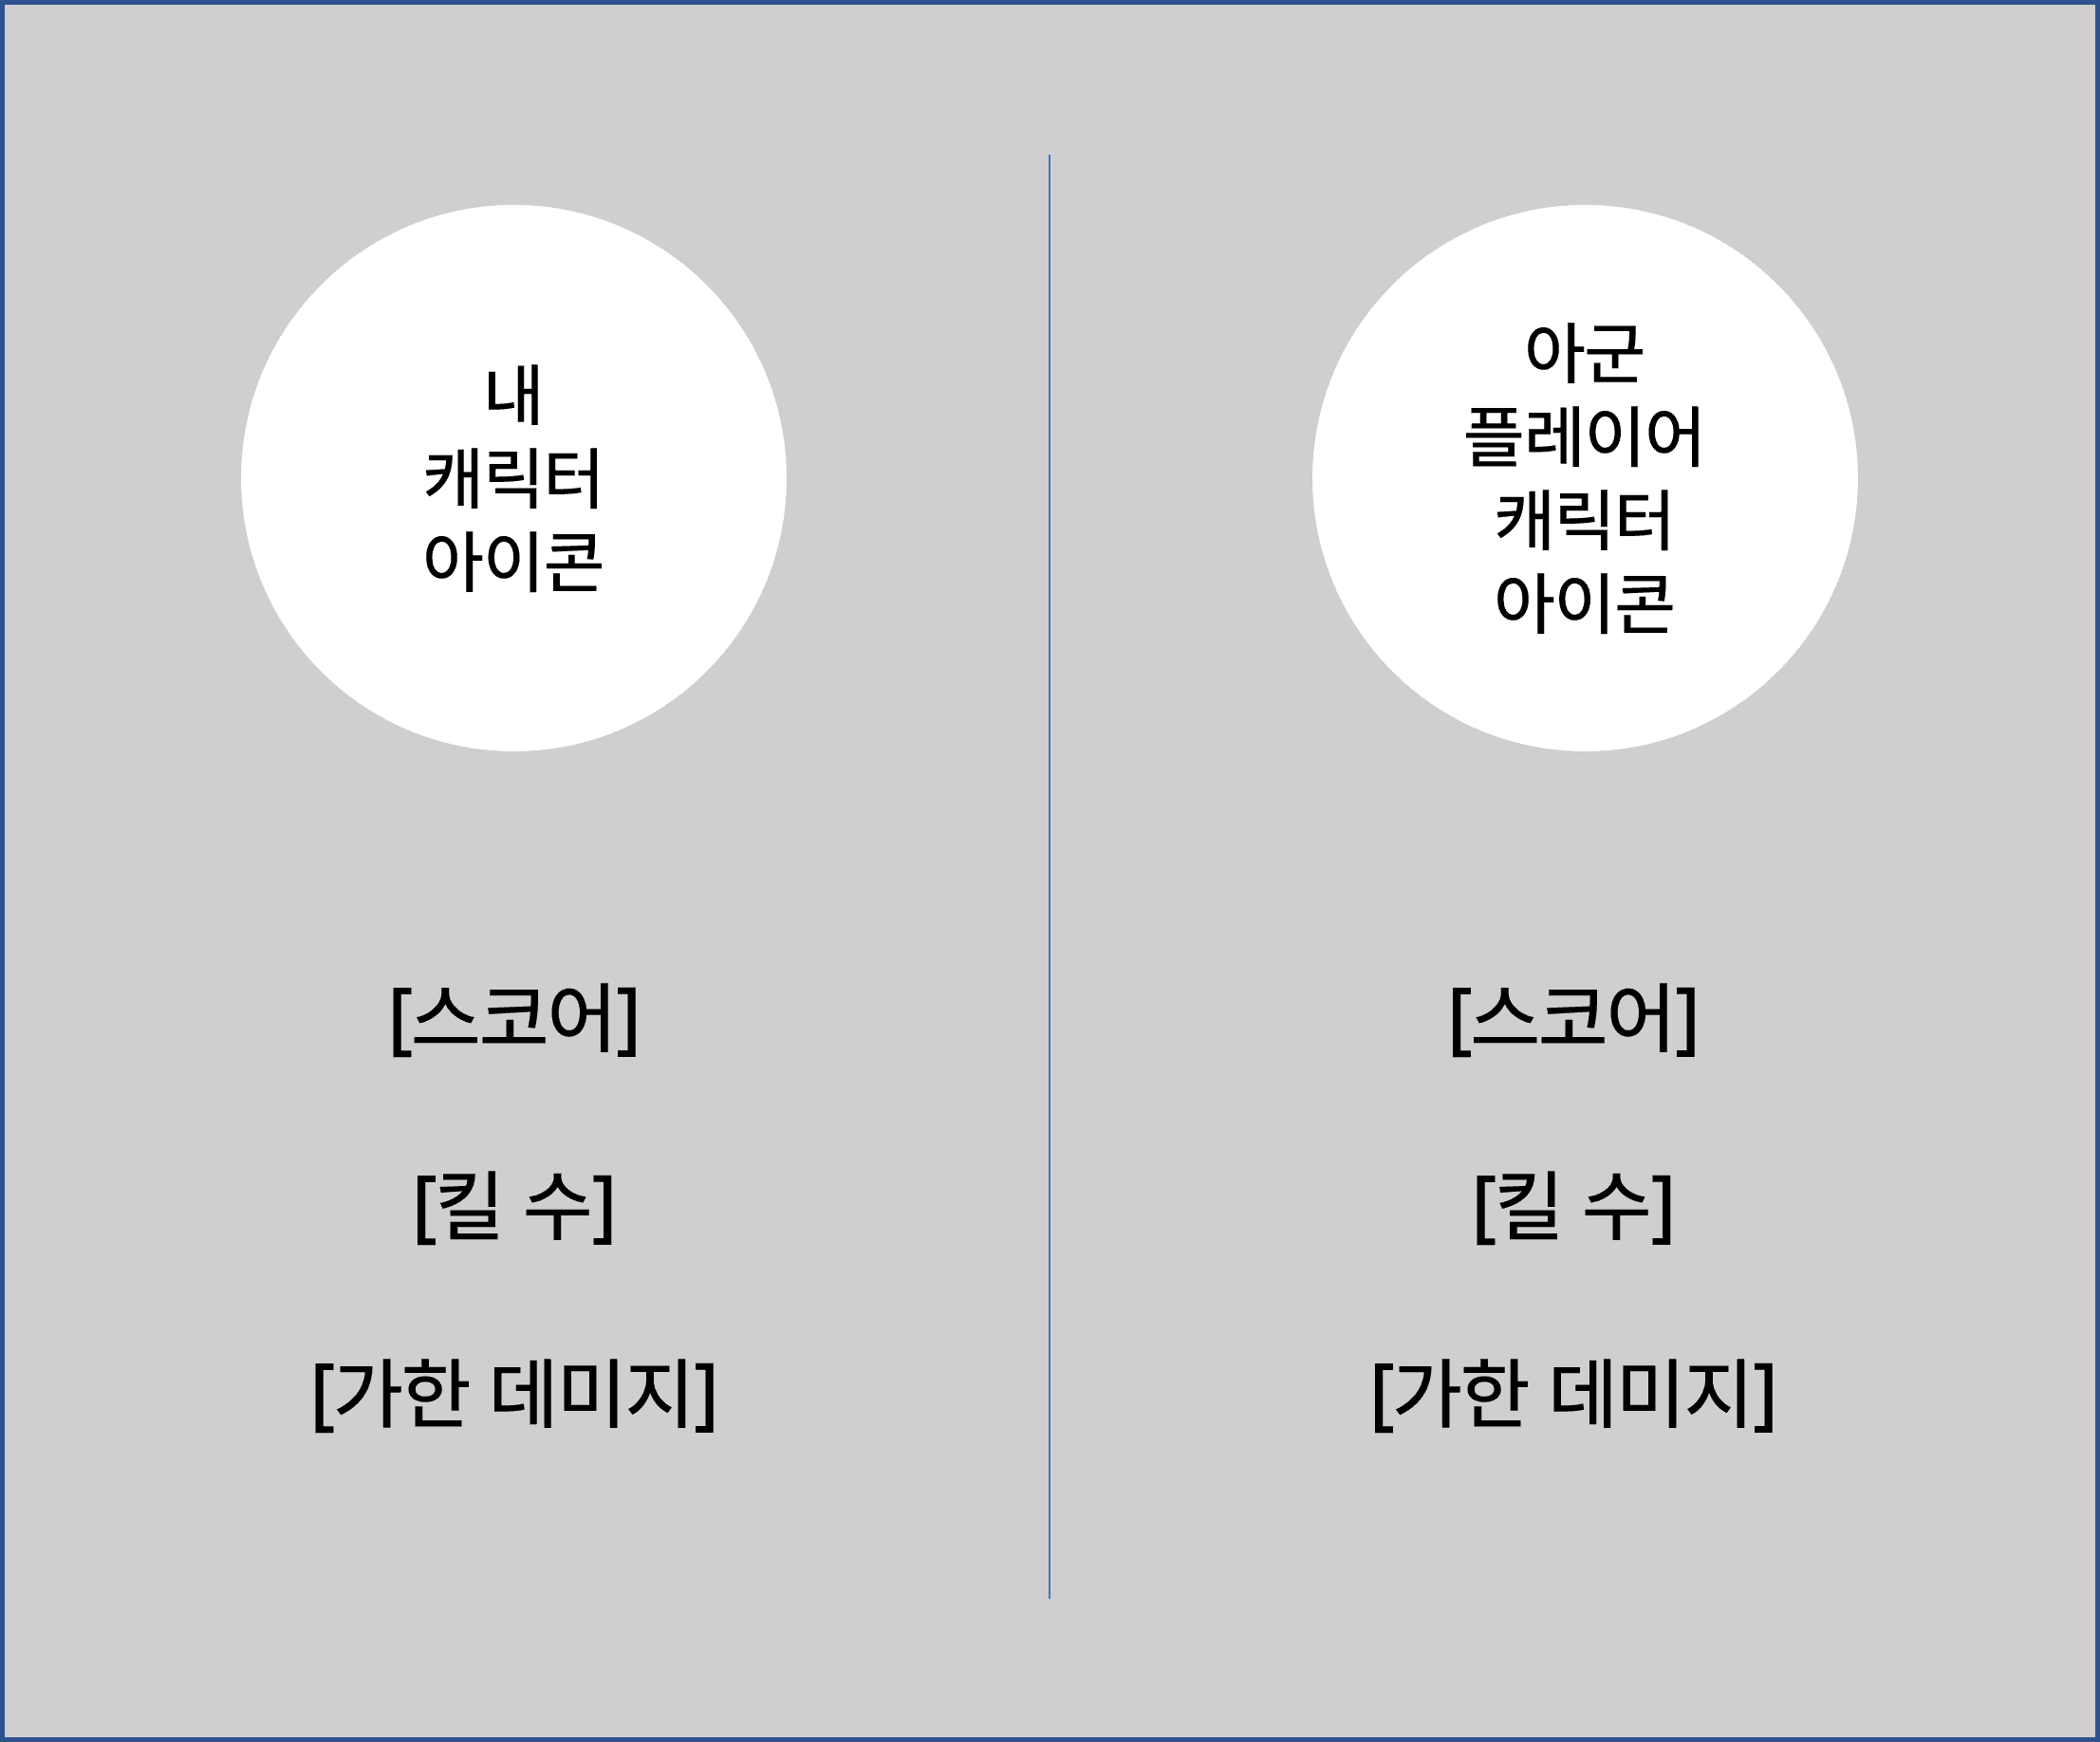 내
캐릭터
아이콘
[스코어]
[킬 수]
[가한 데미지]
아군
플레이어
캐릭터
아이콘
[스코어]
[킬 수]
[가한 데미지]